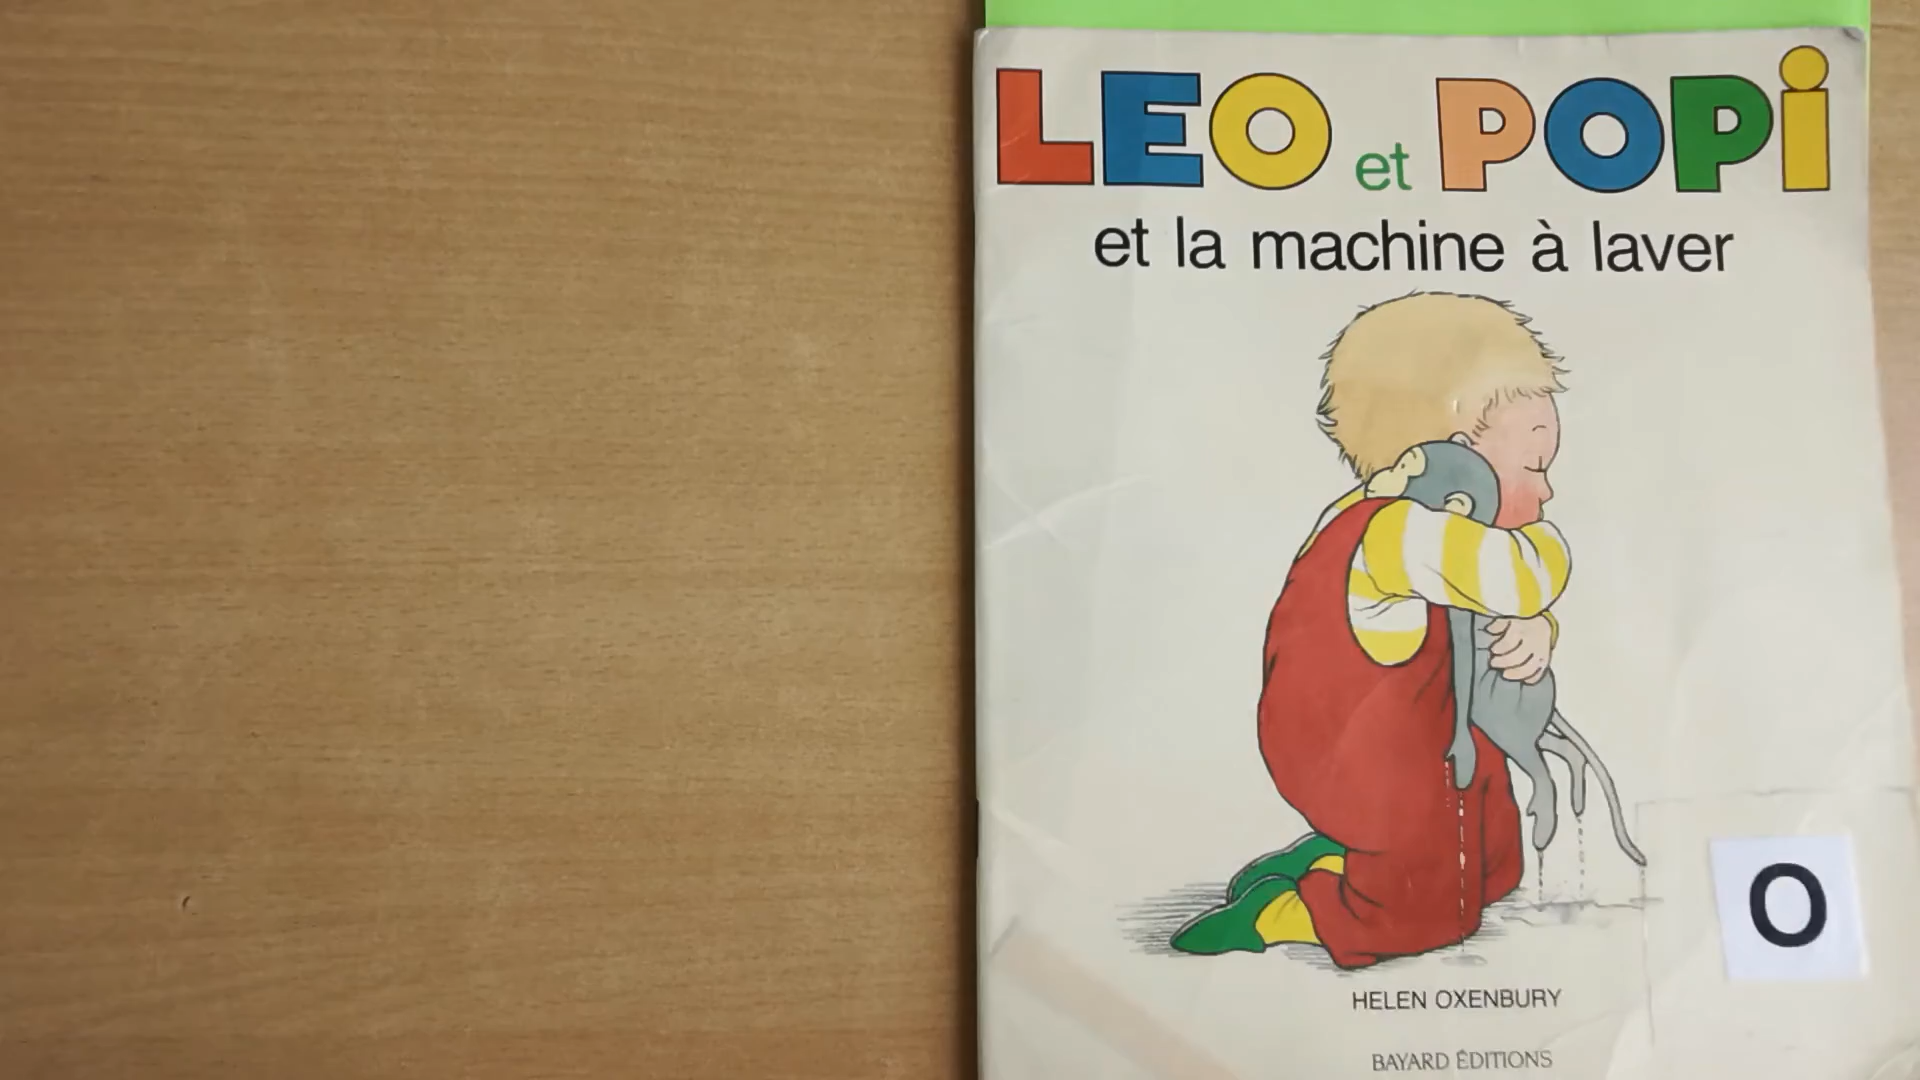 LEO et POPi
et la machine à laver
O
HELEN OXENBURY
BAYARD ÉDITIONS